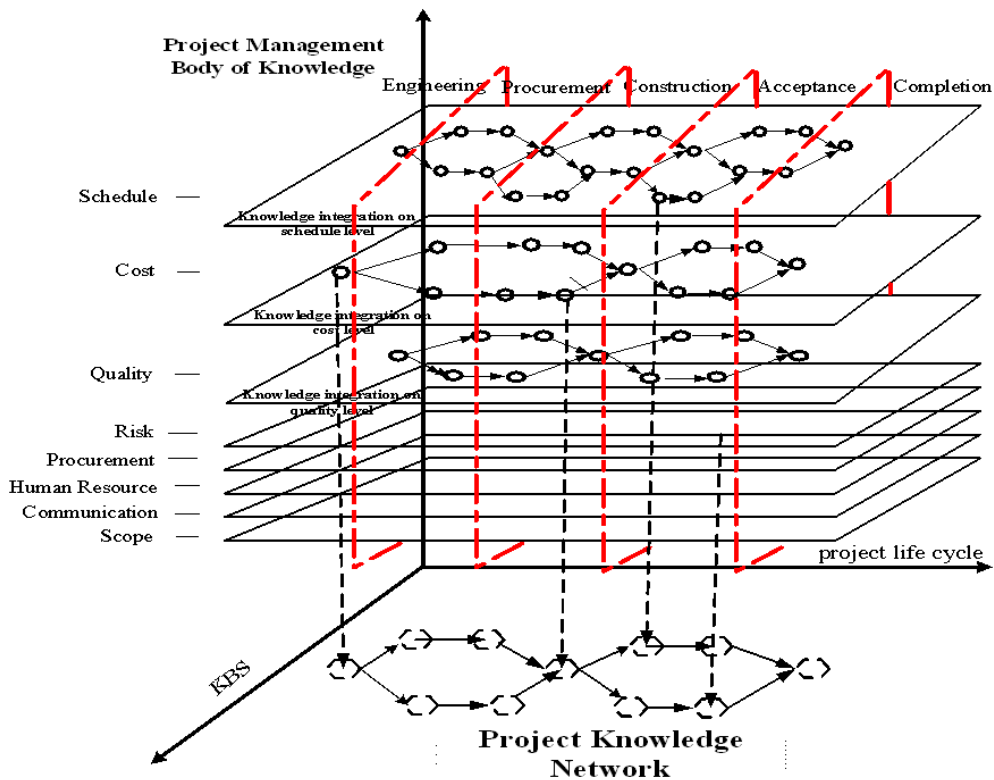 Project Management
Body of Knowledge
Engineering
Procurement
Construction
Acceptance
Completion
Schedule
Knowledge integration on
schedule level
Cost
Knowledge integration on
cost level
Quality
Knowledge integration on
quality level
Risk
Procurement
Human Resource
Communication
Scope
project life cycle
KBS
Project Knowledge
Network